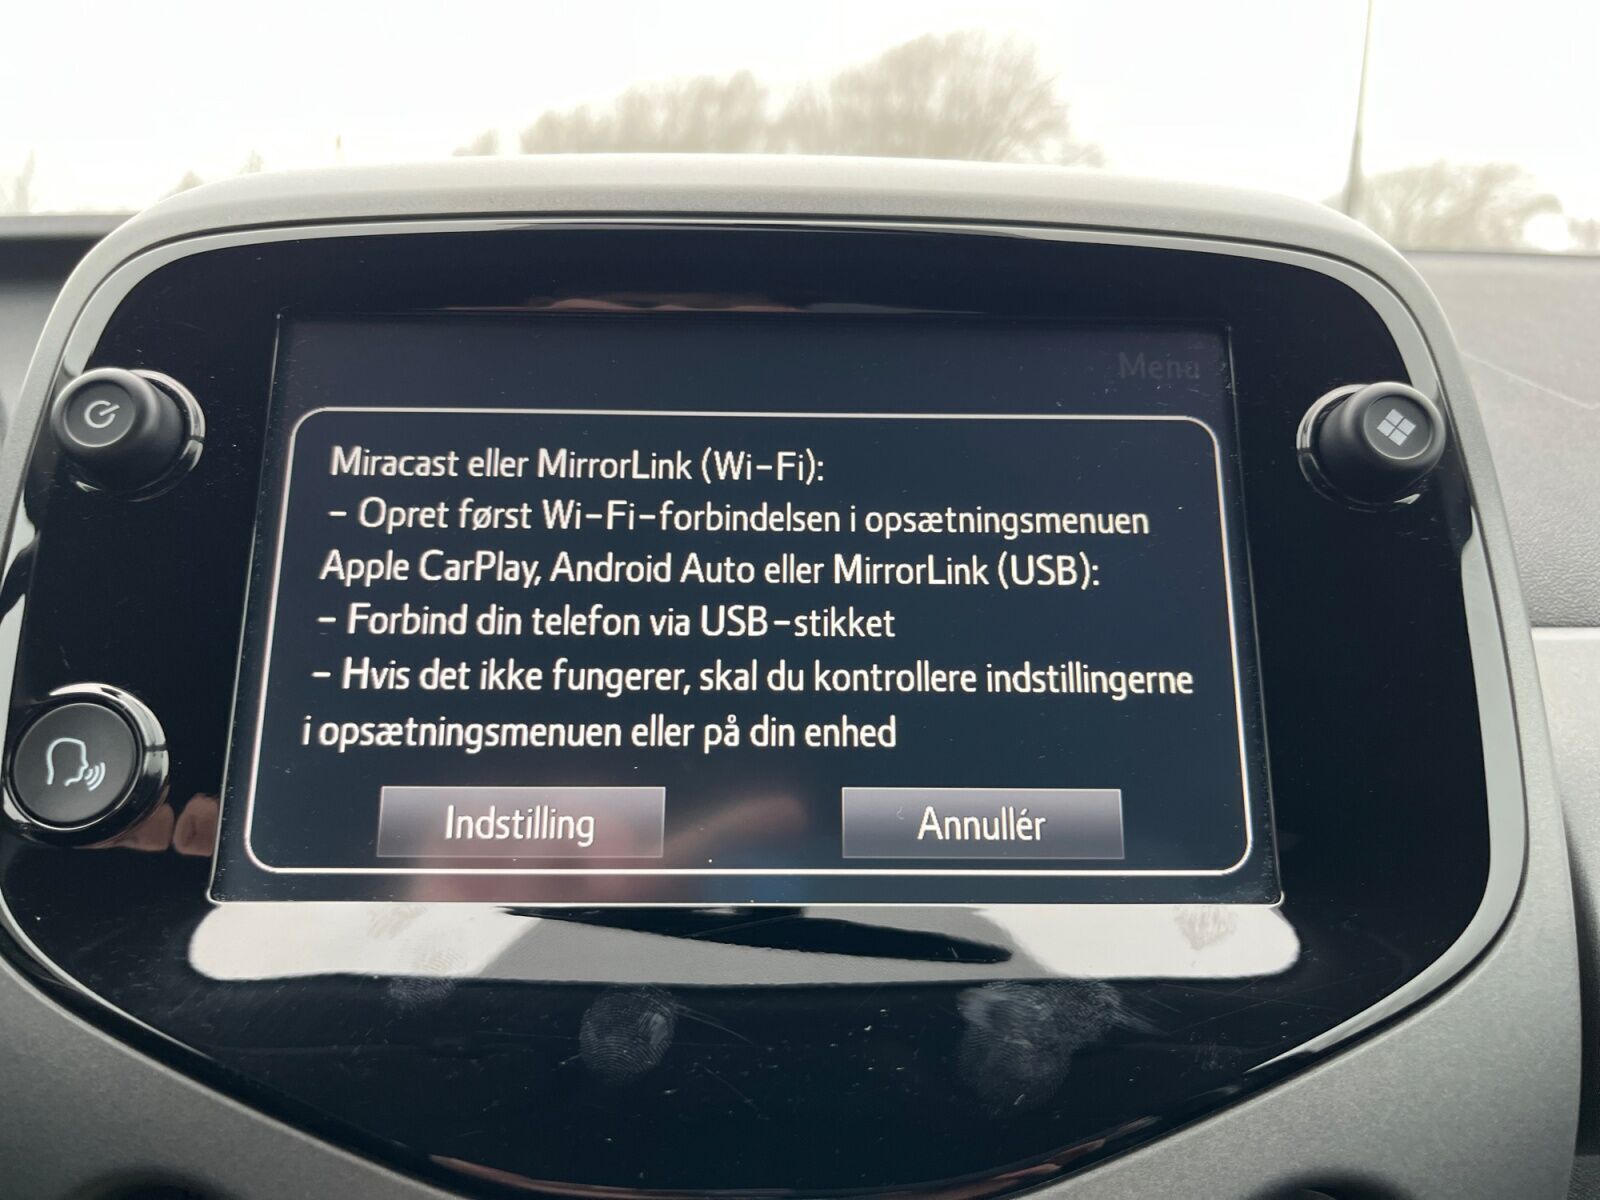 Menu
Miracast eller MirrorLink (Wi-Fi):
- Opret først Wi-Fi-forbindelsen i opsætningsmenuen
Apple CarPlay, Android Auto eller MirrorLink (USB):
- Forbind din telefon via USB-stikket
- Hvis det ikke fungerer, skal du kontrollere indstillingerne
i opsætningsmenuen eller på din enhed
Indstilling
Annullér